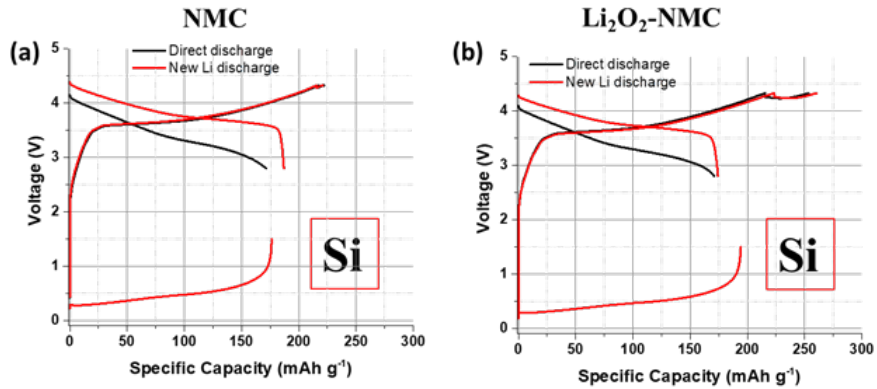 NMC
Li₂O₂-NMC
(a)
5
4
3
2
1
0
Voltage (V)
Direct discharge
New Li discharge
Si
0 50 100 150 200 250 300
Specific Capacity (mAh g⁻¹)
(b)
5
4
3
2
1
0
Voltage (V)
Direct discharge
New Li discharge
Si
0 50 100 150 200 250 300
Specific Capacity (mAh g⁻¹)